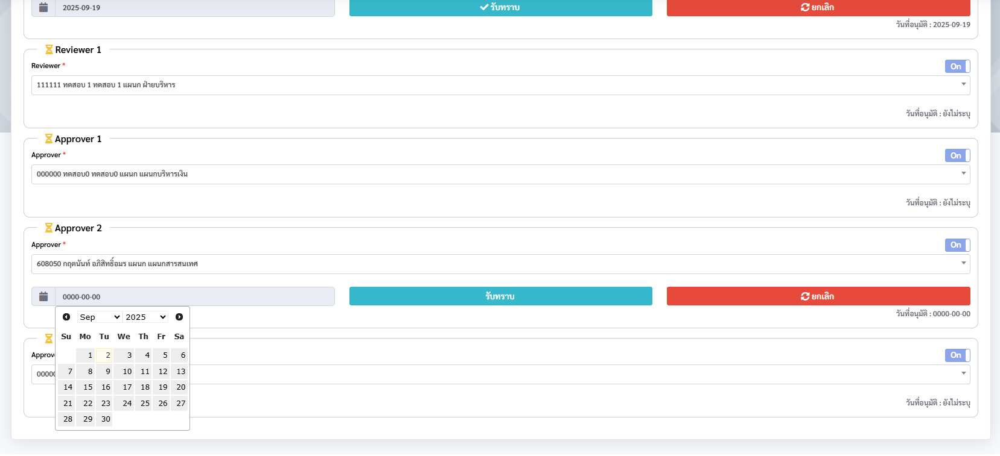 2025-09-19
รับทราบ
ยกเลิก
วันที่อนุมัติ : 2025-09-19
Reviewer 1
Reviewer *
On
111111 ทดสอบ 1 ทดสอบ 1 แผนก ฝ่ายบริหาร
วันที่อนุมัติ : ยังไม่ระบุ
Approver 1
Approver *
On
000000 ทดสอบ0 ทดสอบ0 แผนก แผนกบริหารเงิน
วันที่อนุมัติ : ยังไม่ระบุ
Approver 2
Approver *
On
608050 กฤตนันท์ อภิสิทธิ์อมร แผนก แผนกสารสนเทศ
0000-00-00
รับทราบ
ยกเลิก
วันที่อนุมัติ : 0000-00-00
Sep 2025
Su Mo Tu We Th Fr Sa
1 2 3 4 5 6
7 8 9 10 11 12 13
14 15 16 17 18 19 20
21 22 23 24 25 26 27
28 29 30
On
วันที่อนุมัติ : ยังไม่ระบุ